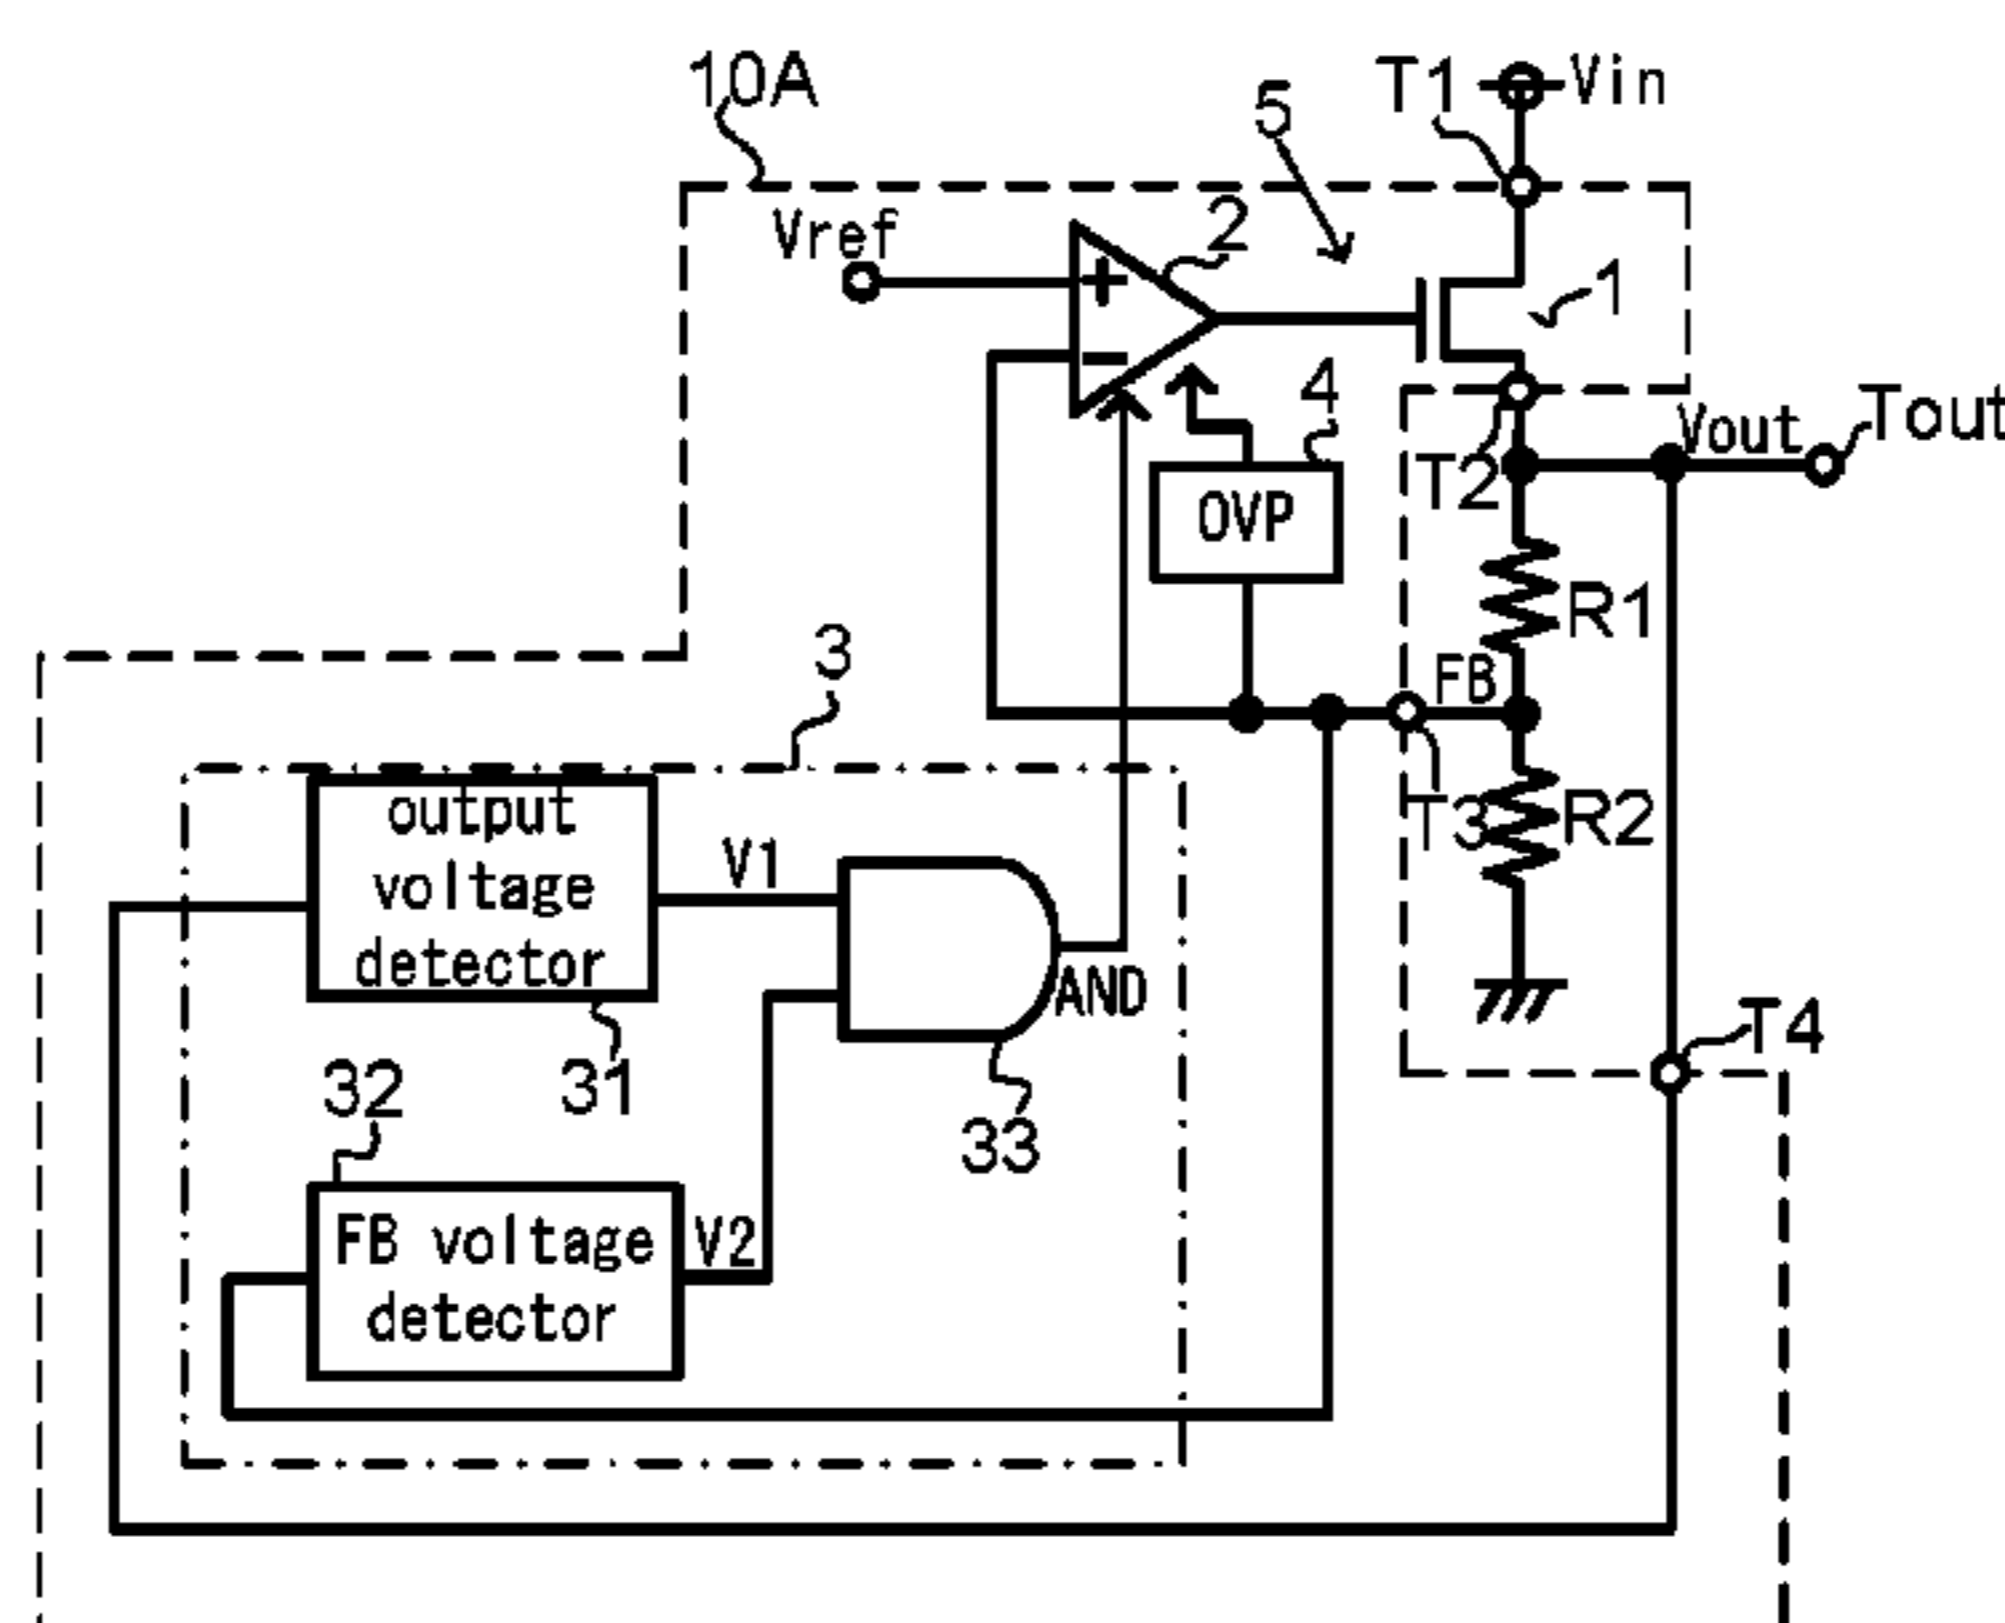 10A
5
T1
Vin
Vref
2
1
4
Vout
Tout
T2
OVP
R1
3
FB
T3
R2
output
voltage
detector
V1
AND
T4
31
32
33
FB voltage
detector
V2